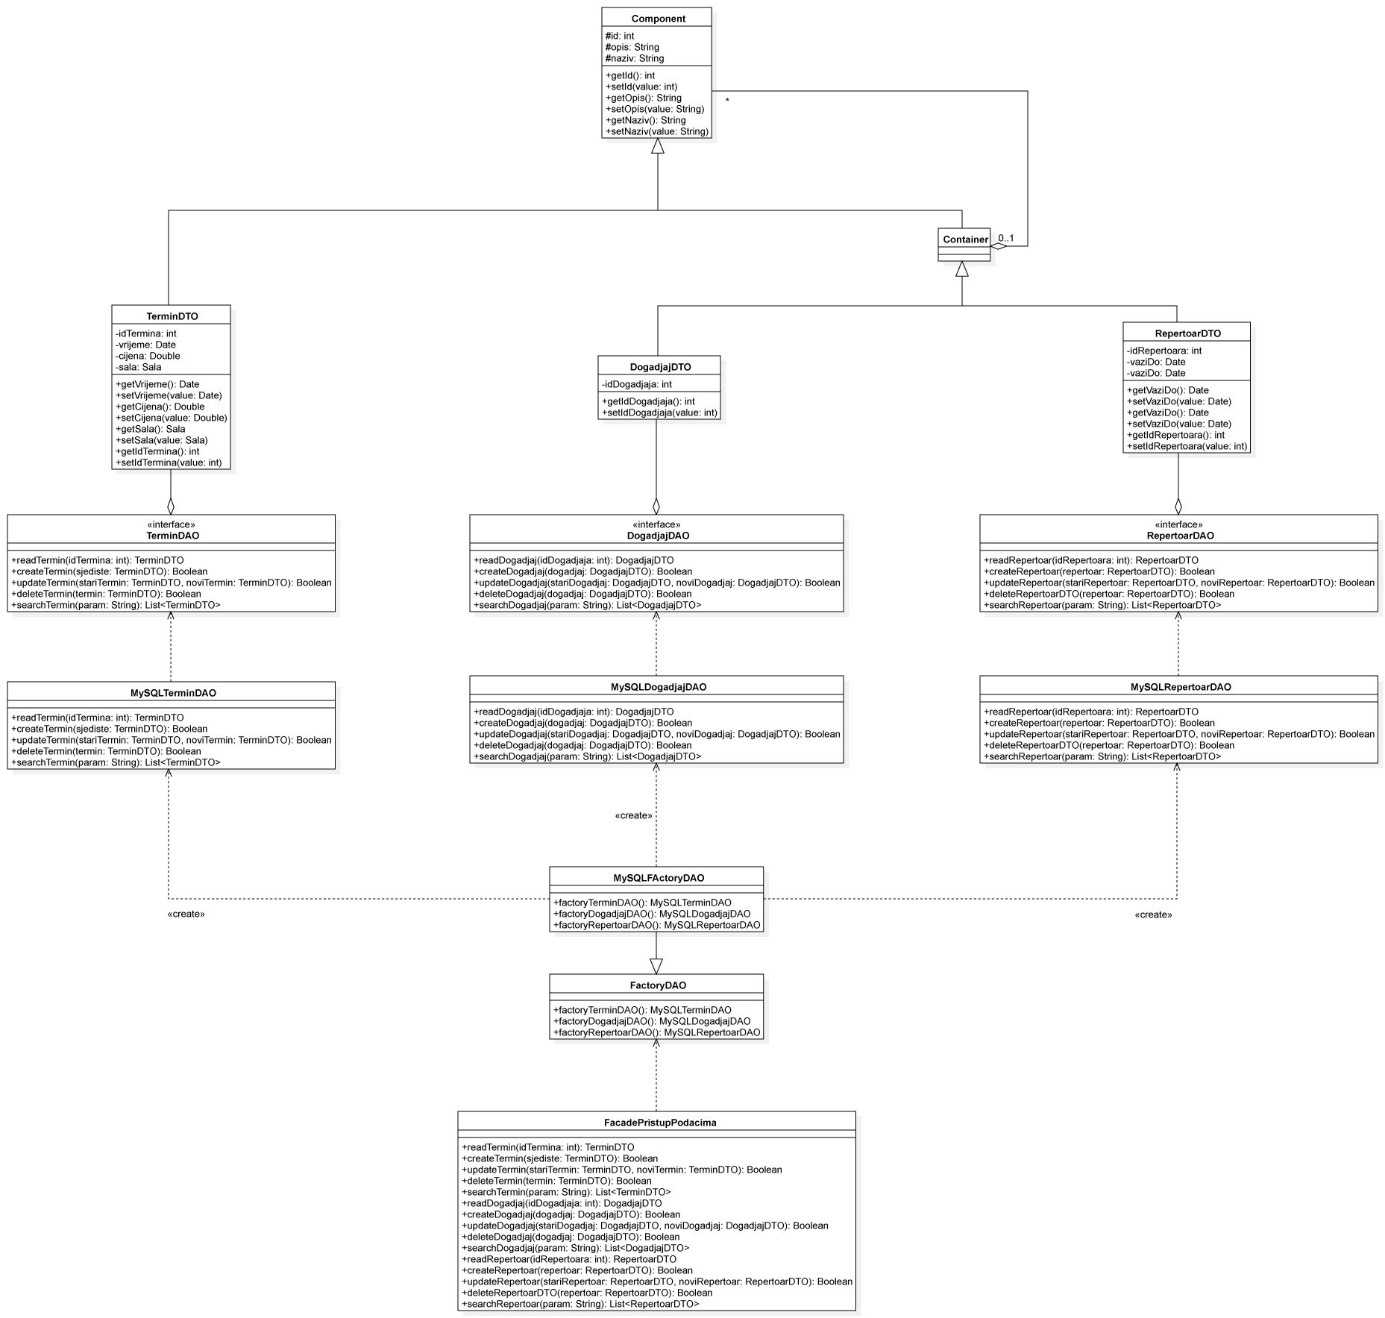 Component
#id: int
#opis: String
#naziv: String
+getId(): int
+setId(value: int)
+getOpis(): String
+setOpis(value: String)
+getNaziv(): String
+setNaziv(value: String)
*
Container
0..1
TerminDTO
-idTermina: int
-vrijeme: Date
-cijena: Double
-sala: Sala
+getVrijeme(): Date
+setVrijeme(value: Date)
+getCijena(): Double
+setCijena(value: Double)
+getSala(): Sala
+setSala(value: Sala)
+getIdTermina(): int
+setIdTermina(value: int)
DogadjajDTO
-idDogadjaja: int
+getIdDogadjaja(): int
+setIdDogadjaja(value: int)
RepertoarDTO
-idRepertoara: int
-vaziDo: Date
-vaziDo: Date
+getVaziDo(): Date
+setVaziDo(value: Date)
+getVaziDo(): Date
+setVaziDo(value: Date)
+getIdRepertoara(): int
+setIdRepertoara(value: int)
«interface»
TerminDAO
+readTermin(idTermina: int): TerminDTO
+createTermin(sjediste: TerminDTO): Boolean
+updateTermin(stariTermin: TerminDTO, noviTermin: TerminDTO): Boolean
+deleteTermin(termin: TerminDTO): Boolean
+searchTermin(param: String): List<TerminDTO>
«interface»
DogadjajDAO
+readDogadjaj(idDogadjaja: int): DogadjajDTO
+createDogadjaj(dogadjaj: DogadjajDTO): Boolean
+updateDogadjaj(stariDogadjaj: DogadjajDTO, noviDogadjaj: DogadjajDTO): Boolean
+deleteDogadjaj(dogadjaj: DogadjajDTO): Boolean
+searchDogadjaj(param: String): List<DogadjajDTO>
«interface»
RepertoarDAO
+readRepertoar(idRepertoara: int): RepertoarDTO
+createRepertoar(repertoar: RepertoarDTO): Boolean
+updateRepertoar(stariRepertoar: RepertoarDTO, noviRepertoar: RepertoarDTO): Boolean
+deleteRepertoarDTO(repertoar: RepertoarDTO): Boolean
+searchRepertoar(param: String): List<RepertoarDTO>
MySQLTerminDAO
+readTermin(idTermina: int): TerminDTO
+createTermin(sjediste: TerminDTO): Boolean
+updateTermin(stariTermin: TerminDTO, noviTermin: TerminDTO): Boolean
+deleteTermin(termin: TerminDTO): Boolean
+searchTermin(param: String): List<TerminDTO>
MySQLDogadjajDAO
+readDogadjaj(idDogadjaja: int): DogadjajDTO
+createDogadjaj(dogadjaj: DogadjajDTO): Boolean
+updateDogadjaj(stariDogadjaj: DogadjajDTO, noviDogadjaj: DogadjajDTO): Boolean
+deleteDogadjaj(dogadjaj: DogadjajDTO): Boolean
+searchDogadjaj(param: String): List<DogadjajDTO>
MySQLRepertoarDAO
+readRepertoar(idRepertoara: int): RepertoarDTO
+createRepertoar(repertoar: RepertoarDTO): Boolean
+updateRepertoar(stariRepertoar: RepertoarDTO, noviRepertoar: RepertoarDTO): Boolean
+deleteRepertoarDTO(repertoar: RepertoarDTO): Boolean
+searchRepertoar(param: String): List<RepertoarDTO>
«create»
«create»
«create»
MySQLFActoryDAO
+factoryTerminDAO(): MySQLTerminDAO
+factoryDogadjajDAO(): MySQLDogadjajDAO
+factoryRepertoarDAO(): MySQLRepertoarDAO
FactoryDAO
+factoryTerminDAO(): MySQLTerminDAO
+factoryDogadjajDAO(): MySQLDogadjajDAO
+factoryRepertoarDAO(): MySQLRepertoarDAO
FacadePristupPodacima
+readTermin(idTermina: int): TerminDTO
+createTermin(sjediste: TerminDTO): Boolean
+updateTermin(stariTermin: TerminDTO, noviTermin: TerminDTO): Boolean
+deleteTermin(termin: TerminDTO): Boolean
+searchTermin(param: String): List<TerminDTO>
+readDogadjaj(idDogadjaja: int): DogadjajDTO
+createDogadjaj(dogadjaj: DogadjajDTO): Boolean
+updateDogadjaj(stariDogadjaj: DogadjajDTO, noviDogadjaj: DogadjajDTO): Boolean
+deleteDogadjaj(dogadjaj: DogadjajDTO): Boolean
+searchDogadjaj(param: String): List<DogadjajDTO>
+readRepertoar(idRepertoara: int): RepertoarDTO
+createRepertoar(repertoar: RepertoarDTO): Boolean
+updateRepertoar(stariRepertoar: RepertoarDTO, noviRepertoar: RepertoarDTO): Boolean
+deleteRepertoarDTO(repertoar: RepertoarDTO): Boolean
+searchRepertoar(param: String): List<RepertoarDTO>